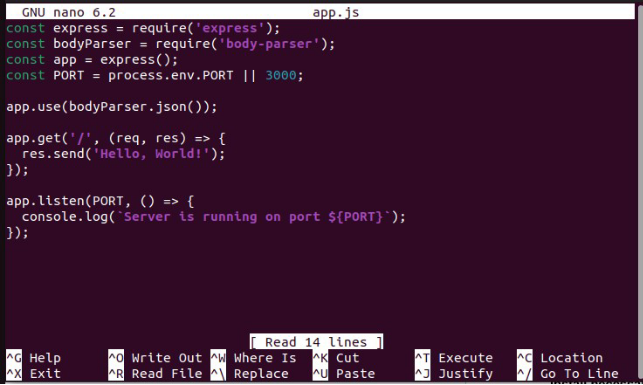 GNU nano 6.2 app.js
const express = require('express');
const bodyParser = require('body-parser');
const app = express();
const PORT = process.env.PORT || 3000;

app.use(bodyParser.json());

app.get('/', (req, res) => {
  res.send('Hello, World!');
});

app.listen(PORT, () => {
  console.log(`Server is running on port ${PORT}`);
});

[ Read 14 lines ]
^G Help ^O Write Out ^W Where Is ^K Cut ^T Execute ^C Location
^X Exit ^R Read File ^\ Replace ^U Paste ^J Justify ^/ Go To Line